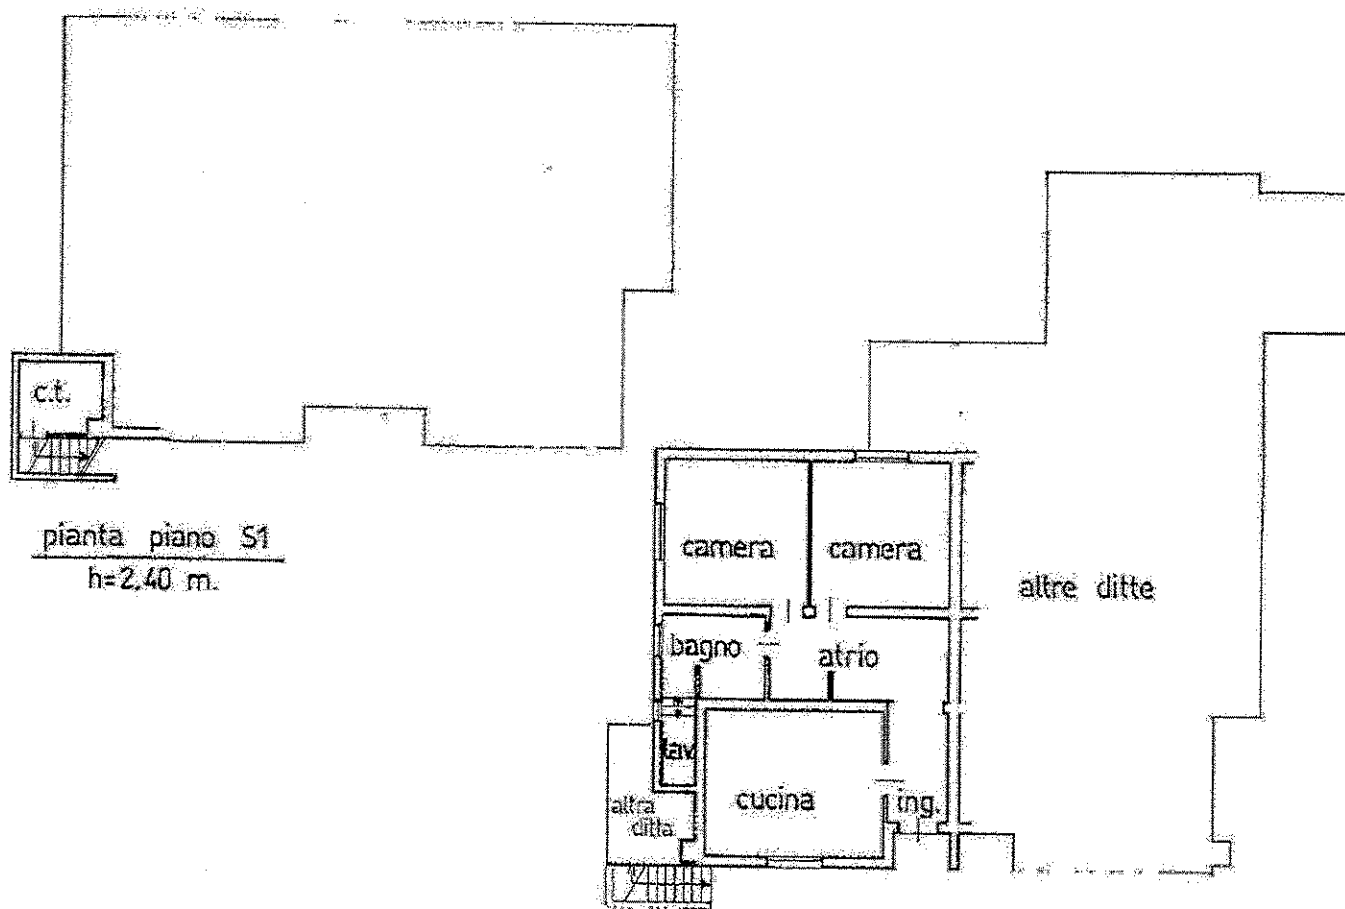 c.t.
pianta piano S1
h=2,40 m.
camera
camera
altre ditte
bagno
atrio
lav.
cucina
ing.
altra
ditta